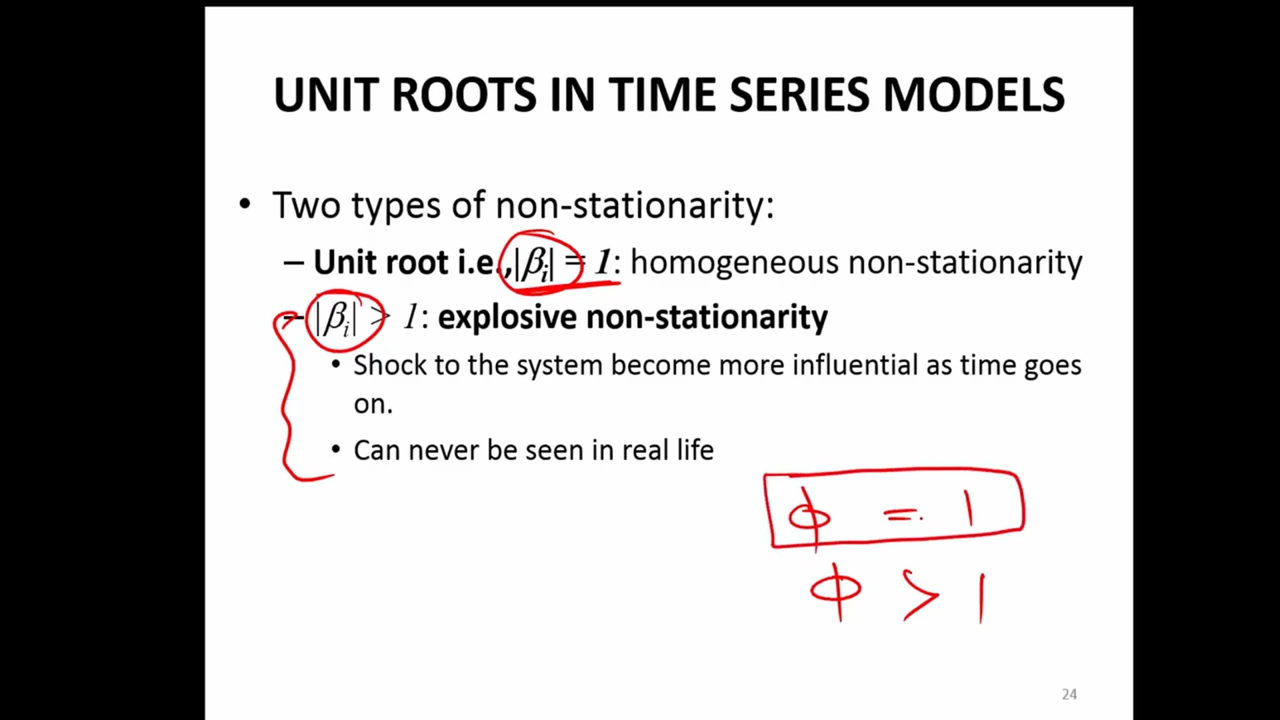 UNIT ROOTS IN TIME SERIES MODELS
• Two types of non-stationarity:
– Unit root i.e.,|βᵢ| = 1: homogeneous non-stationarity
– |βᵢ| > 1: explosive non-stationarity
• Shock to the system become more influential as time goes
on.
• Can never be seen in real life
ϕ = 1
ϕ > 1
24